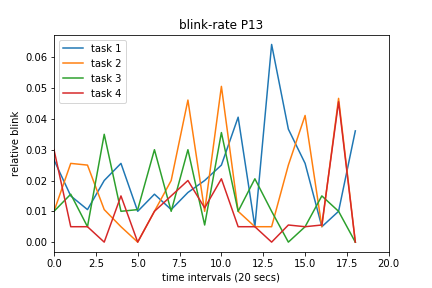 blink-rate P13
task 1
task 2
task 3
task 4
relative blink
0.06
0.05
0.04
0.03
0.02
0.01
0.00
0.0 2.5 5.0 7.5 10.0 12.5 15.0 17.5 20.0
time intervals (20 secs)